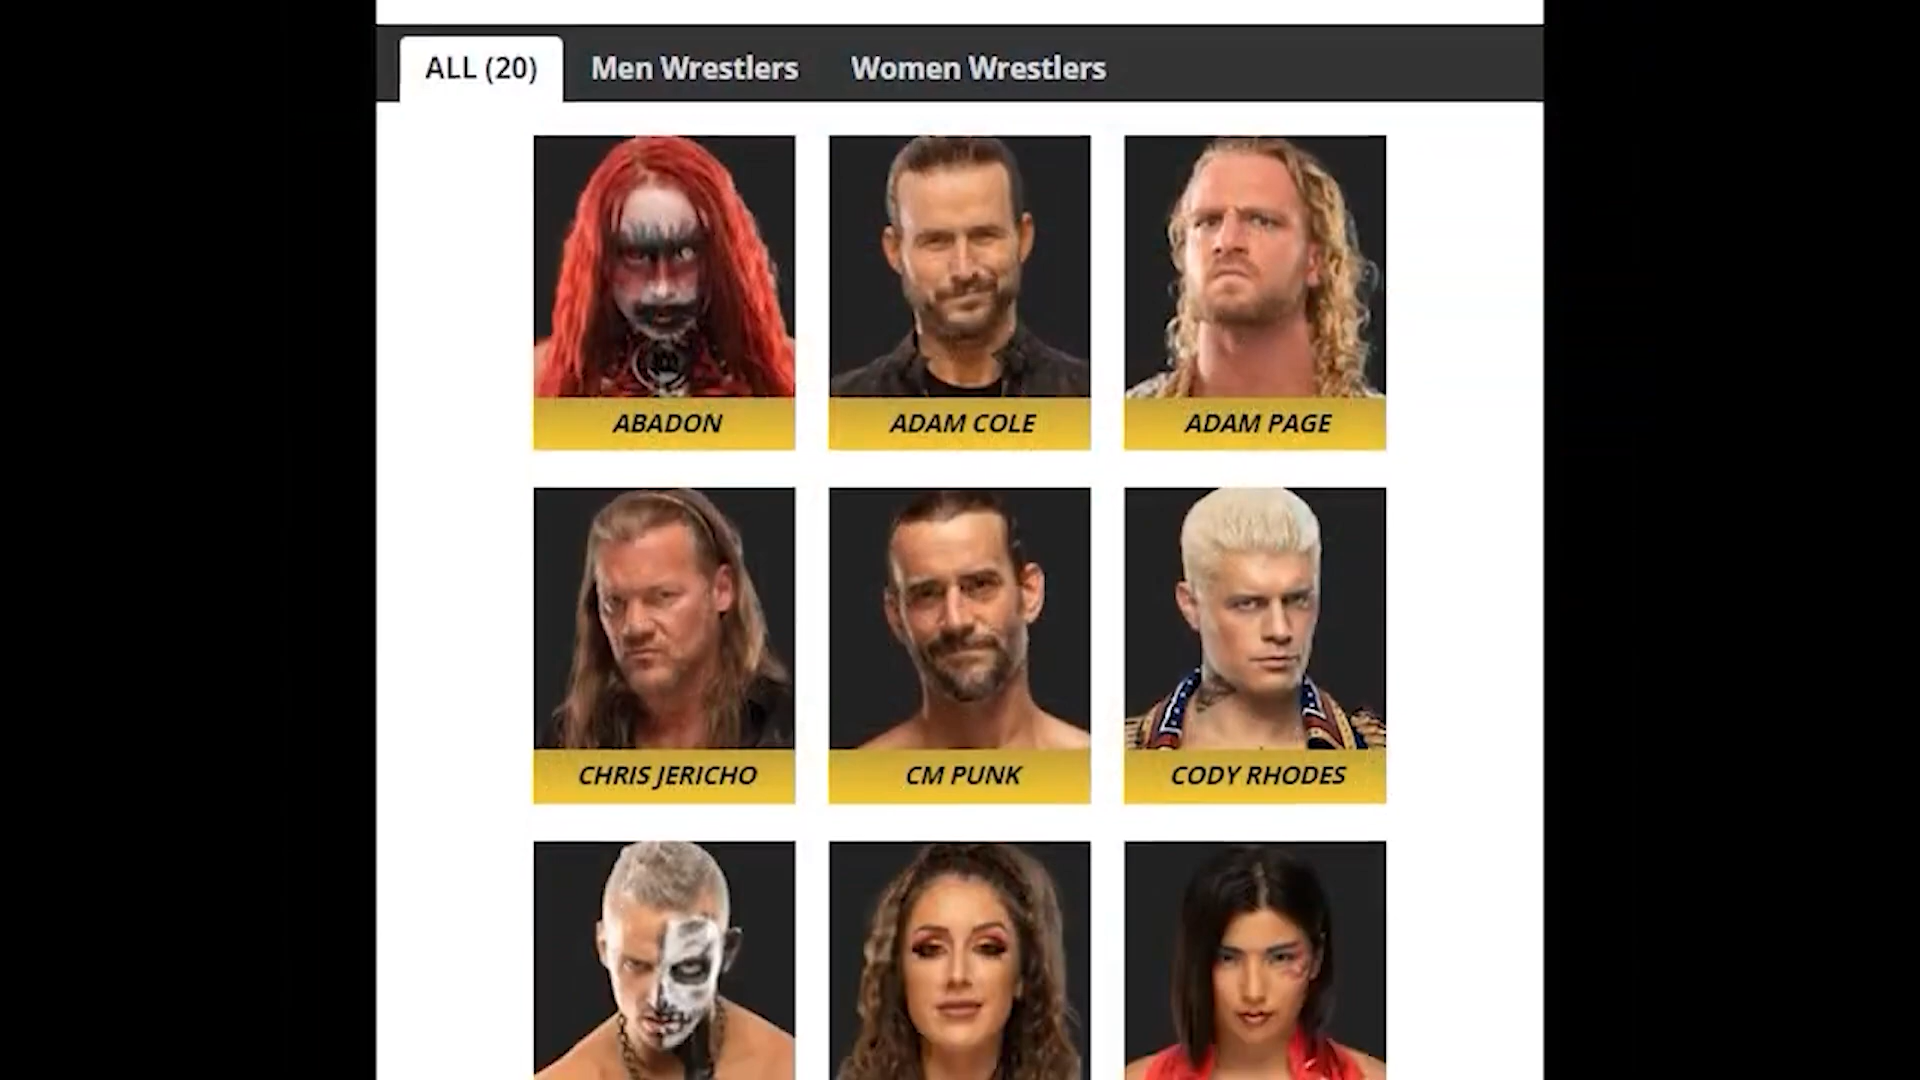 ALL (20) Men Wrestlers Women Wrestlers
ABADON ADAM COLE ADAM PAGE
CHRIS JERICHO CM PUNK CODY RHODES